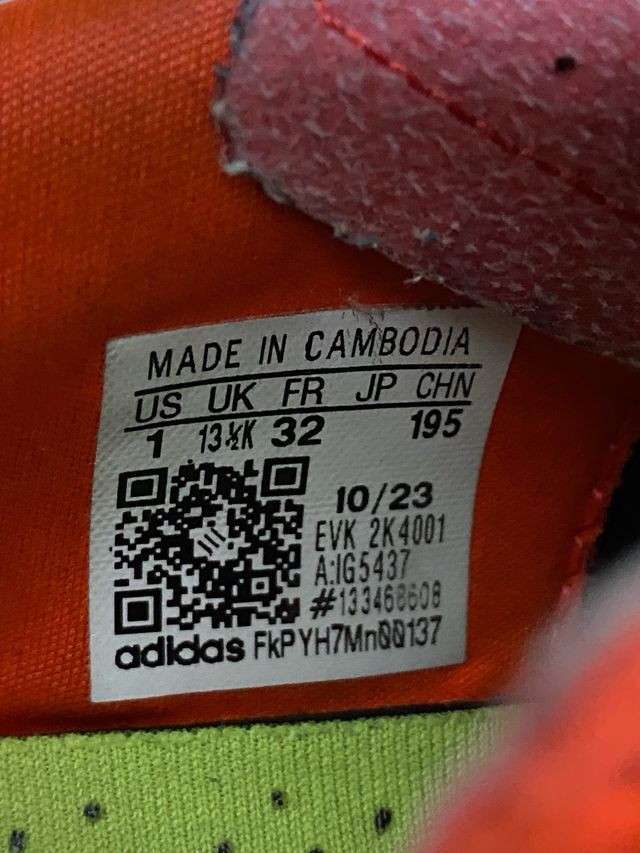 MADE IN CAMBODIA
US UK FR JP CHN
1 13½K 32 195
10/23
EVK 2K4001
A:IG5437
#133468608
adidas FkPYH7Mn00137